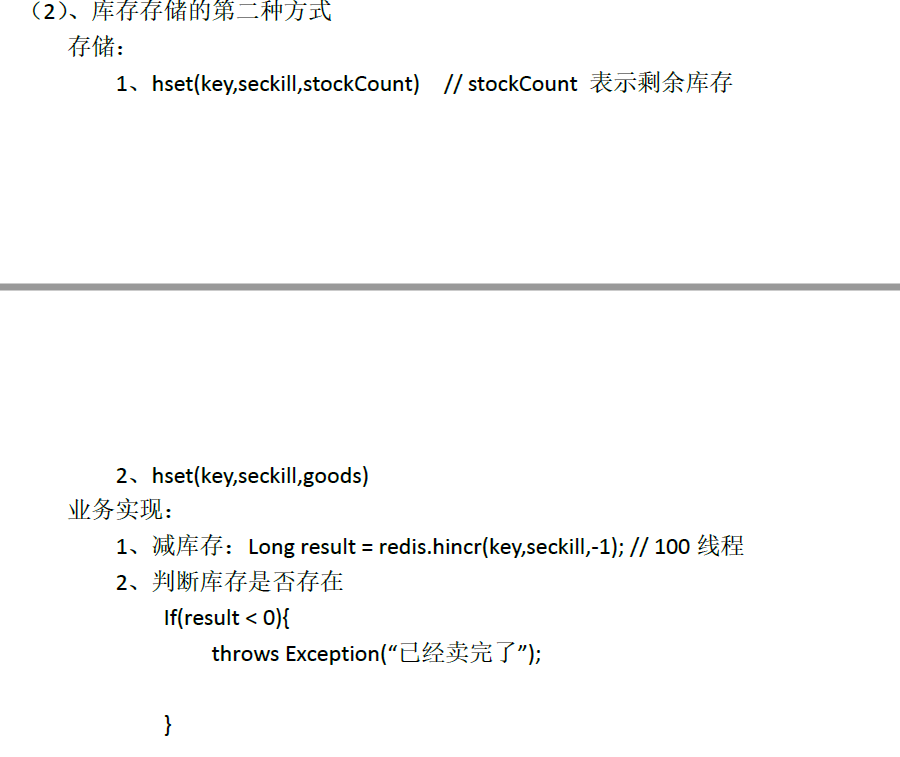 （2）、库存存储的第二种方式
存储：
1、hset(key,seckill,stockCount) // stockCount 表示剩余库存
2、hset(key,seckill,goods)
业务实现：
1、减库存：Long result = redis.hincr(key,seckill,-1); // 100 线程
2、判断库存是否存在
If(result < 0){
throws Exception(“已经卖完了”);
}